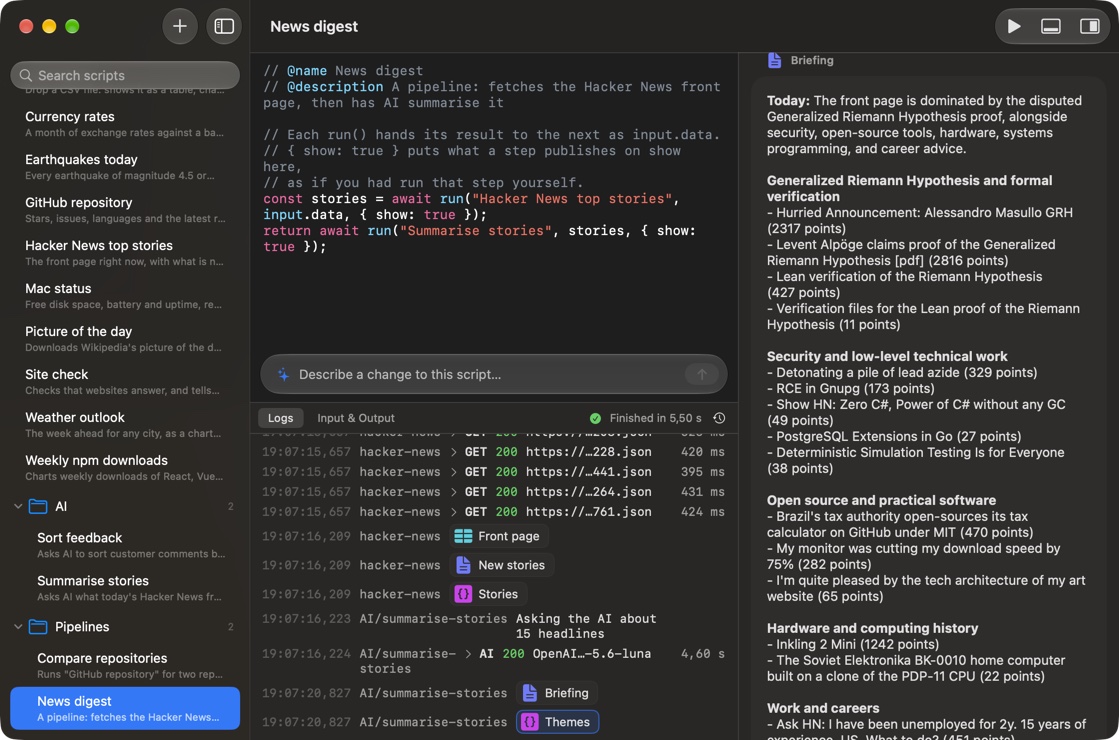 News digest
Search scripts
Drop a CSV file: shows it as a table, cha...
Currency rates
A month of exchange rates against a ba...
Earthquakes today
Every earthquake of magnitude 4.5 or...
GitHub repository
Stars, issues, languages and the latest r...
Hacker News top stories
The front page right now, with what is n...
Mac status
Free disk space, battery and uptime, re...
Picture of the day
Downloads Wikipedia's picture of the d...
Site check
Checks that websites answer, and tells...
Weather outlook
The week ahead for any city, as a chart...
Weekly npm downloads
Charts weekly downloads of React, Vue...
AI 2
Sort feedback
Asks AI to sort customer comments b...
Summarise stories
Asks AI what today's Hacker News fr...
Pipelines 2
Compare repositories
Runs "GitHub repository" for two rep...
News digest
A pipeline: fetches the Hacker News...
// @name News digest
// @description A pipeline: fetches the Hacker News front
page, then has AI summarise it
// Each run() hands its result to the next as input.data.
// { show: true } puts what a step publishes on show
here,
// as if you had run that step yourself.
const stories = await run("Hacker News top stories",
input.data, { show: true });
return await run("Summarise stories", stories, { show:
true });
Describe a change to this script...
Logs Input & Output Finished in 5,50 s
hacker-news > GET 200
19:07:15,657 hacker-news > GET 200 https://…228.json 420 ms
19:07:15,657 hacker-news > GET 200 https://…441.json 395 ms
19:07:15,657 hacker-news > GET 200 https://…264.json 431 ms
19:07:15,657 hacker-news > GET 200 https://…761.json 424 ms
19:07:16,209 hacker-news Front page
19:07:16,209 hacker-news New stories
19:07:16,209 hacker-news {} Stories
19:07:16,223 AI/summarise-stories Asking the AI about
15 headlines
19:07:16,224 AI/summarise- > AI 200 OpenAI…-5.6-luna 4,60 s
stories
19:07:20,827 AI/summarise-stories Briefing
19:07:20,827 AI/summarise-stories {} Themes
Briefing
Today: The front page is dominated by the disputed
Generalized Riemann Hypothesis proof, alongside
security, open-source tools, hardware, systems
programming, and career advice.
Generalized Riemann Hypothesis and formal
verification
- Hurried Announcement: Alessandro Masullo GRH
(2317 points)
- Levent Alpöge claims proof of the Generalized
Riemann Hypothesis [pdf] (2816 points)
- Lean verification of the Riemann Hypothesis
(427 points)
- Verification files for the Lean proof of the Riemann
Hypothesis (11 points)
Security and low-level technical work
- Detonating a pile of lead azide (329 points)
- RCE in Gnupg (173 points)
- Show HN: Zero C#, Power of C# without any GC
(49 points)
- PostgreSQL Extensions in Go (27 points)
- Deterministic Simulation Testing Is for Everyone
(38 points)
Open source and practical software
- Brazil's tax authority open-sources its tax
calculator on GitHub under MIT (470 points)
- My monitor was cutting my download speed by
75% (282 points)
- I'm quite pleased by the tech architecture of my art
website (65 points)
Hardware and computing history
- Inkling 2 Mini (1242 points)
- The Soviet Elektronika BK-0010 home computer
built on a clone of the PDP-11 CPU (22 points)
Work and careers
- Ask HN: I have been unemployed for 2y. 15 years of
experience, US. What to do? (451 points)